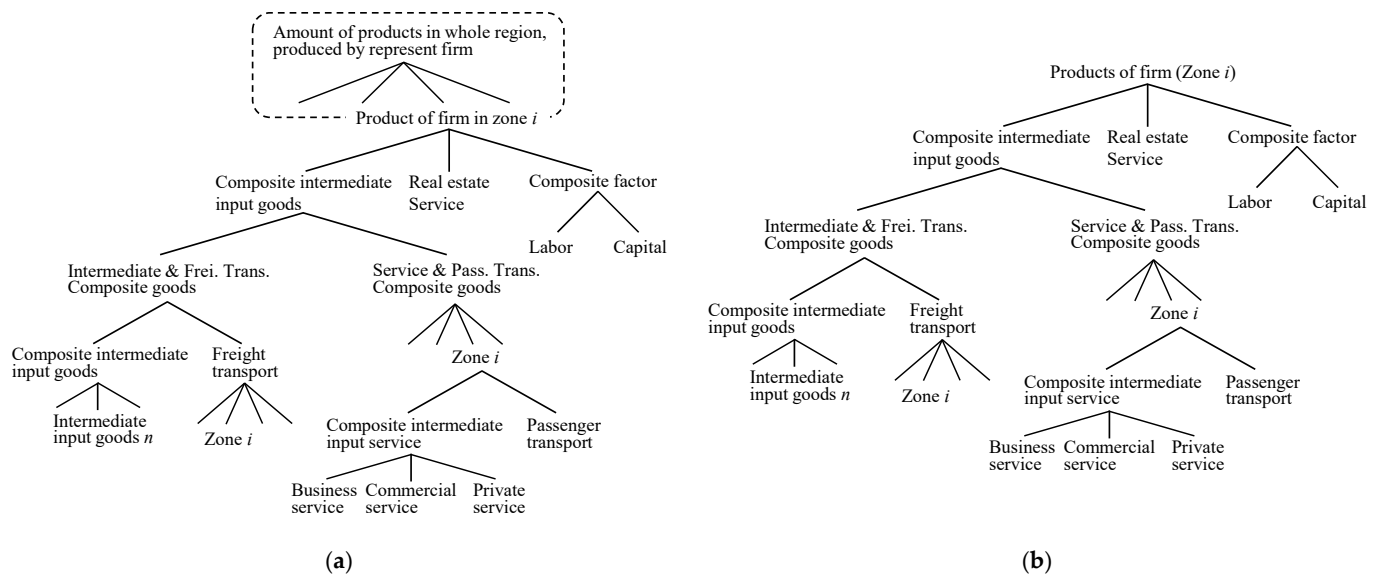 Amount of products in whole region,
produced by represent firm
Product of firm in zone i
Composite intermediate
input goods
Real estate
Service
Composite factor
Labor
Capital
Intermediate & Frei. Trans.
Composite goods
Service & Pass. Trans.
Composite goods
Composite intermediate
input goods
Freight
transport
Zone i
Intermediate
input goods n
Zone i
Composite intermediate
input service
Passenger
transport
Business
service
Commercial
service
Private
service
(a)
Products of firm (Zone i)
Composite intermediate
input goods
Real estate
Service
Composite factor
Labor
Capital
Intermediate & Frei. Trans.
Composite goods
Service & Pass. Trans.
Composite goods
Composite intermediate
input goods
Freight
transport
Zone i
Intermediate
input goods n
Zone i
Composite intermediate
input service
Passenger
transport
Business
service
Commercial
service
Private
service
(b)